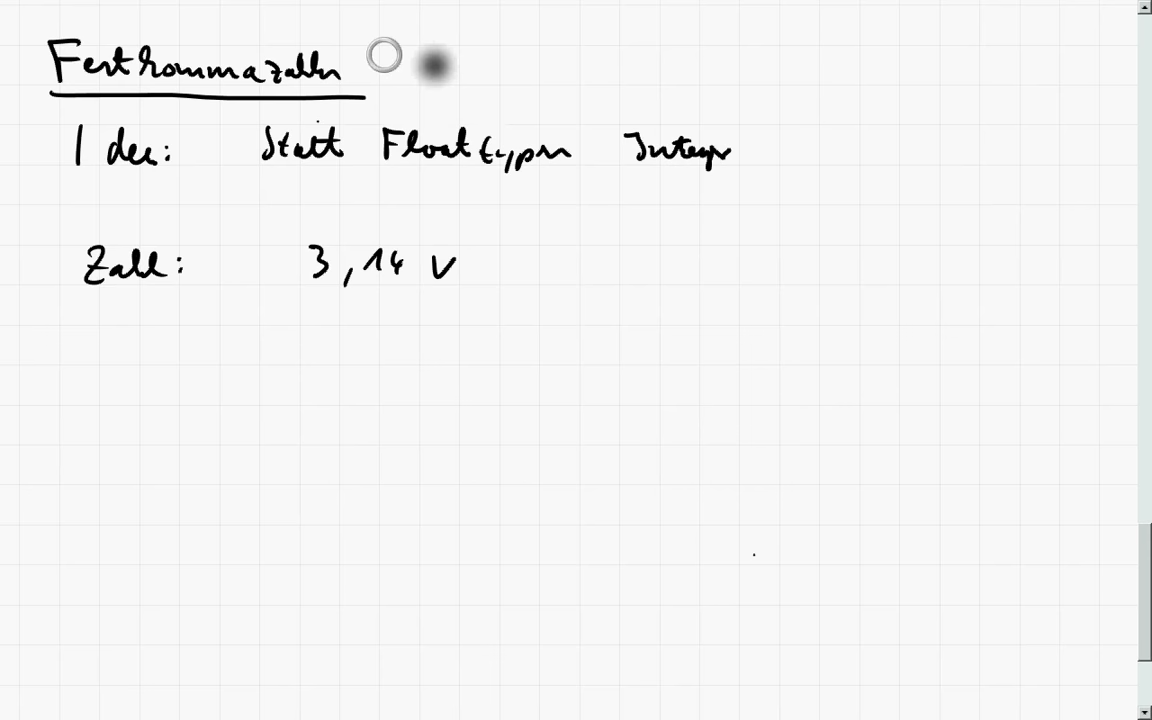 Festkommazahlen
Idee: Statt Floattypen Integer
Zahl: 3,14 V